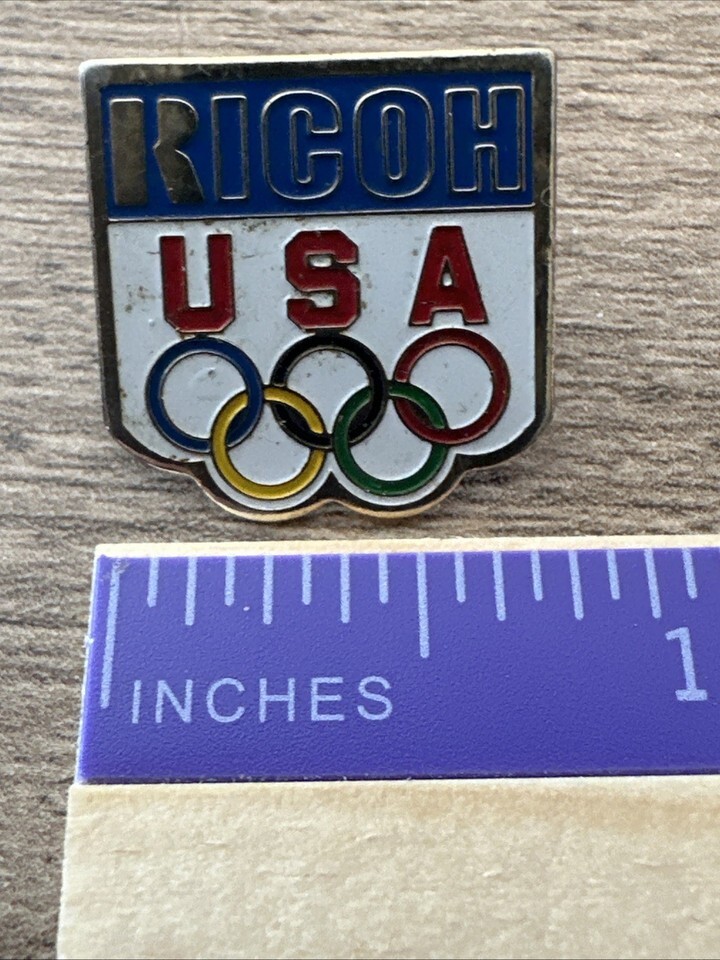 RICOH
USA
INCHES
1